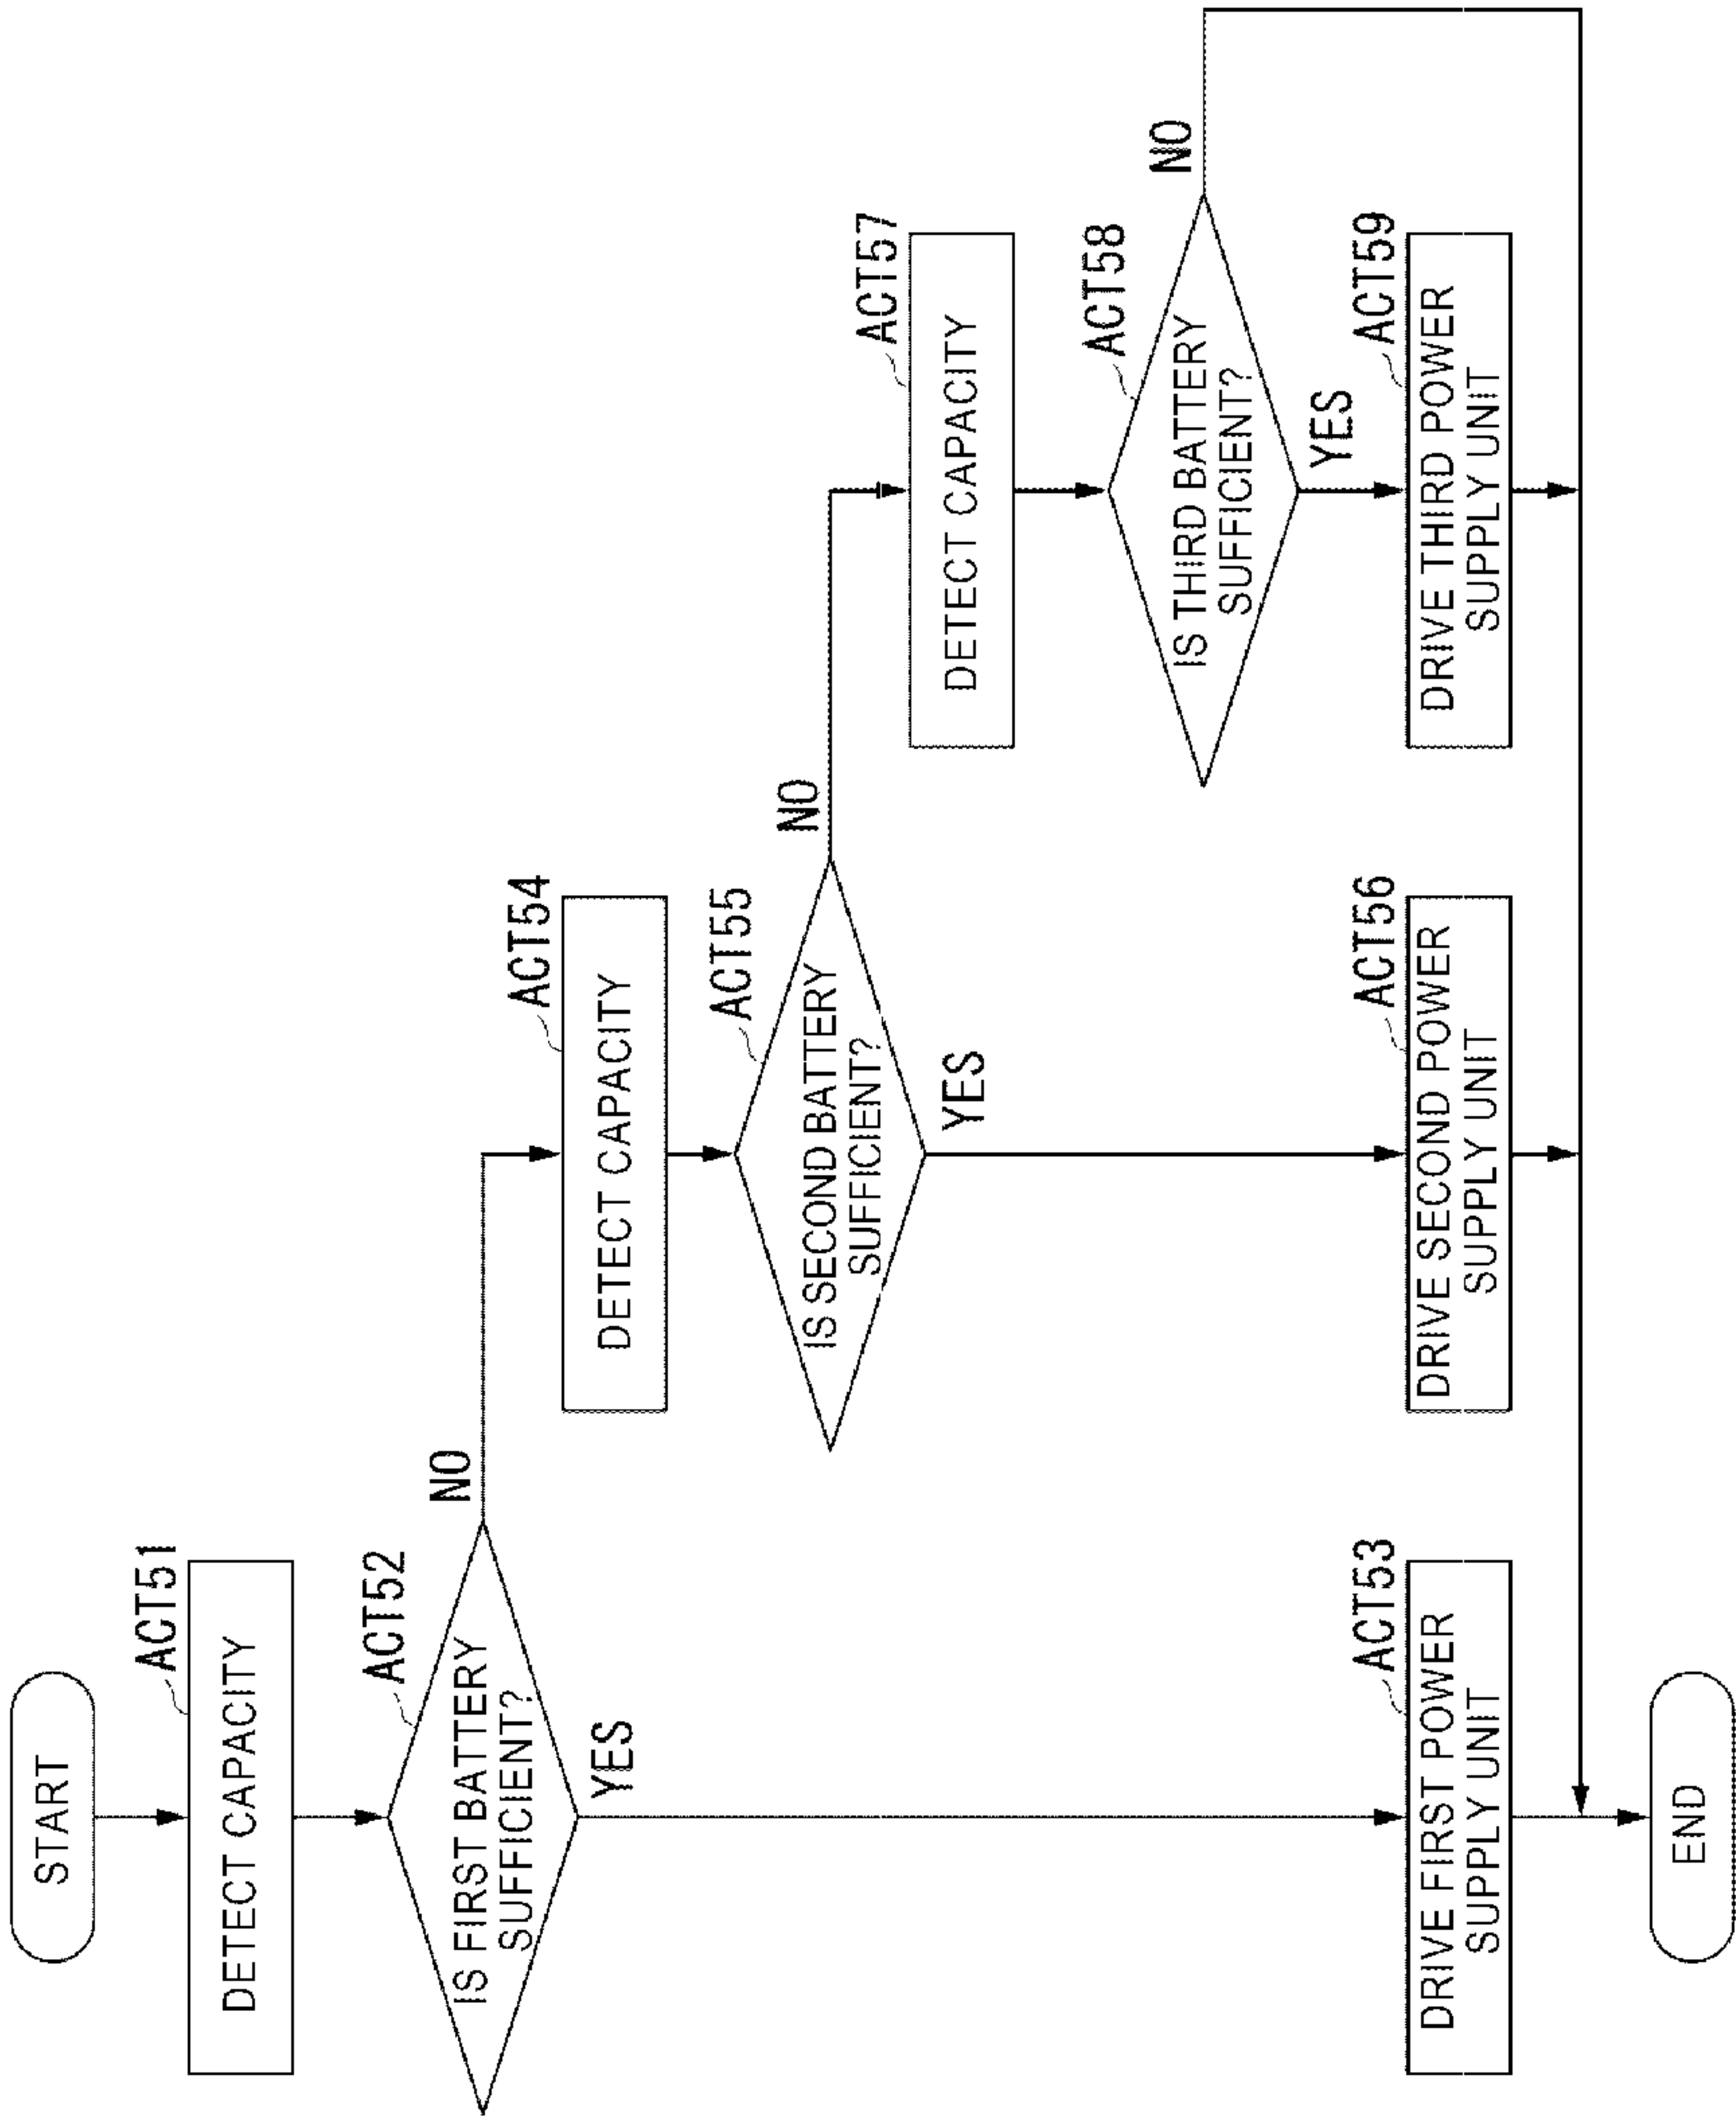 START
ACT51
DETECT CAPACITY
ACT52
IS FIRST BATTERY
SUFFICIENT?
NO
YES
ACT54
DETECT CAPACITY
ACT55
IS SECOND BATTERY
SUFFICIENT?
NO
YES
ACT57
DETECT CAPACITY
ACT58
IS THIRD BATTERY
SUFFICIENT?
NO
YES
ACT53
DRIVE FIRST POWER
SUPPLY UNIT
ACT56
DRIVE SECOND POWER
SUPPLY UNIT
ACT59
DRIVE THIRD POWER
SUPPLY UNIT
END